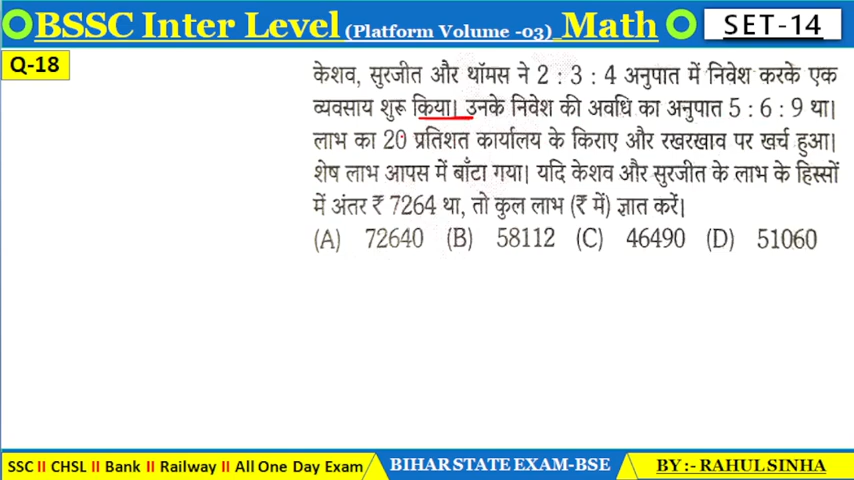 BSSC Inter Level (Platform Volume -03) Math
SET-14
Q-18
केशव, सुरजीत और थॉमस ने 2 : 3 : 4 अनुपात में निवेश करके एक
व्यवसाय शुरू किया। उनके निवेश की अवधि का अनुपात 5 : 6 : 9 था।
लाभ का 20 प्रतिशत कार्यालय के किराए और रखरखाव पर खर्च हुआ।
शेष लाभ आपस में बाँटा गया। यदि केशव और सुरजीत के लाभ के हिस्सों
में अंतर ₹ 7264 था, तो कुल लाभ (₹ में) ज्ञात करें।
(A) 72640 (B) 58112 (C) 46490 (D) 51060
SSC II CHSL II Bank II Railway II All One Day Exam
BIHAR STATE EXAM-BSE
BY :- RAHUL SINHA